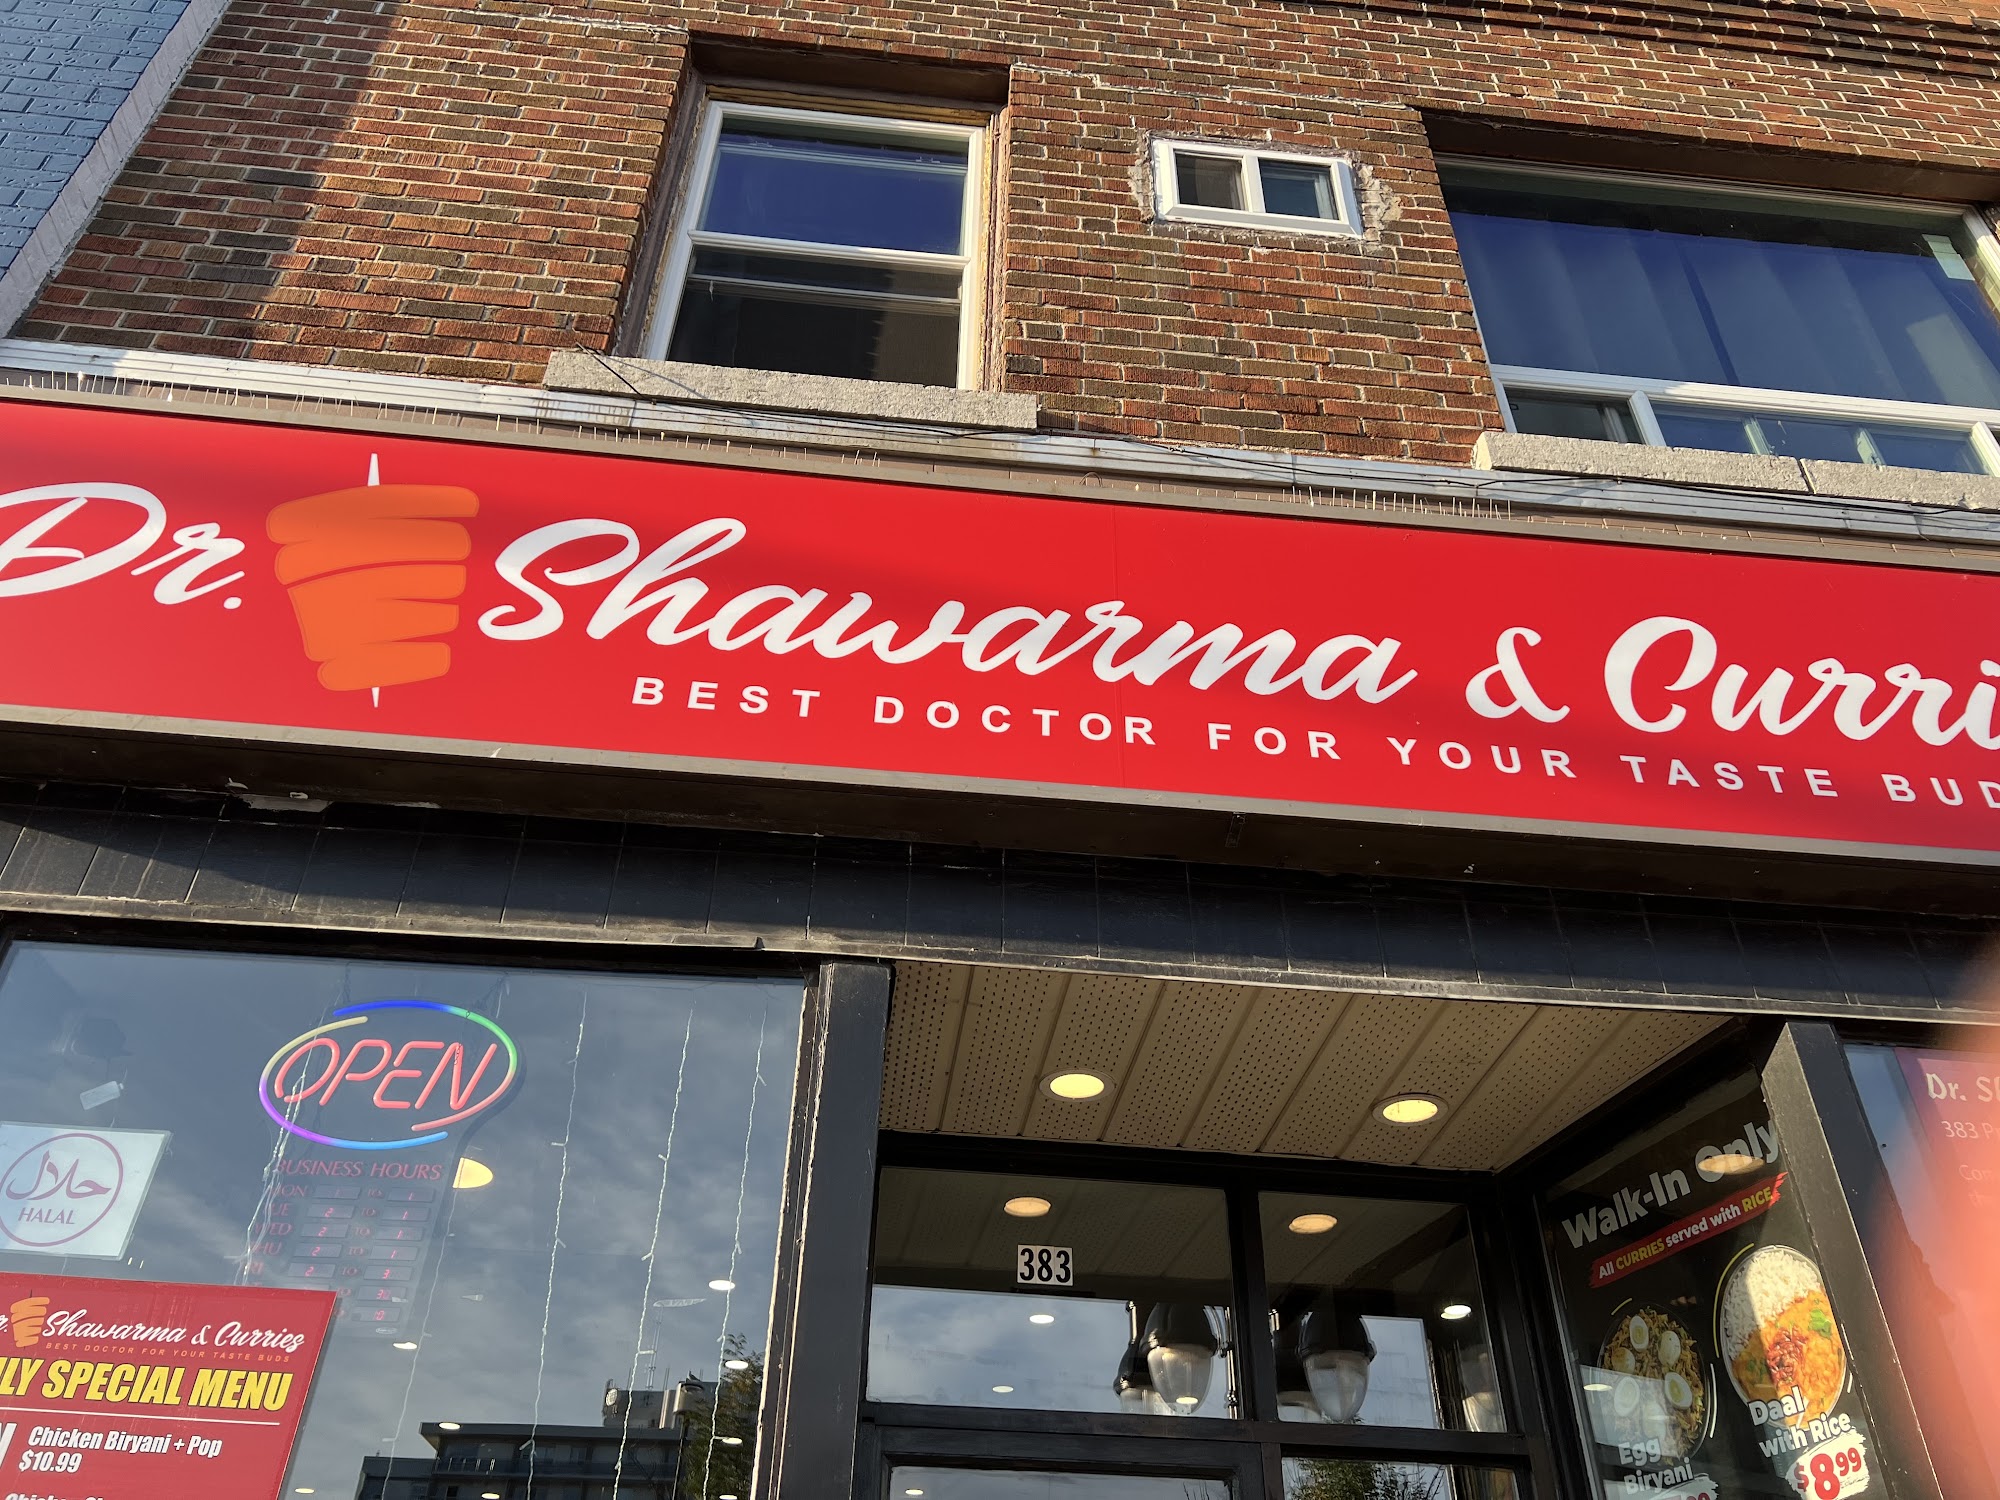 Dr. Shawarma & Curri
BEST DOCTOR FOR YOUR TASTE BUD
OPEN
BUSINESS HOURS
حلال
HALAL
383
Shawarma & Curries
BEST DOCTOR FOR YOUR TASTE BUDS
LY SPECIAL MENU
Chicken Biryani + Pop
$10.99
Walk-In Only
All CURRIES served with RICE
Egg
Biryani
Daal
with Rice
$8.99
Dr. S
383 P